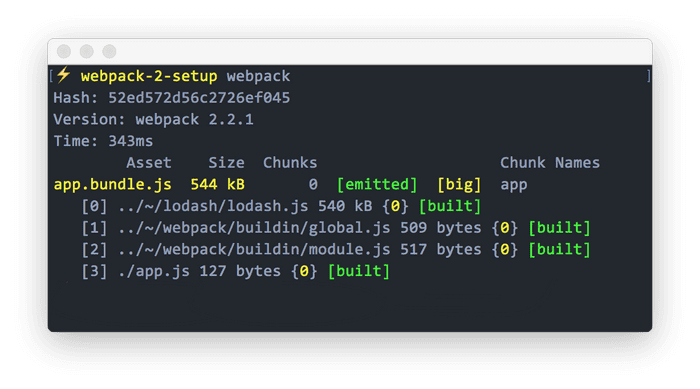 [⚡ webpack-2-setup webpack ]
Hash: 52ed572d56c2726ef045
Version: webpack 2.2.1
Time: 343ms
Asset Size Chunks Chunk Names
app.bundle.js 544 kB 0 [emitted] [big] app
[0] ../~/lodash/lodash.js 540 kB {0} [built]
[1] ../~/webpack/buildin/global.js 509 bytes {0} [built]
[2] ../~/webpack/buildin/module.js 517 bytes {0} [built]
[3] ./app.js 127 bytes {0} [built]